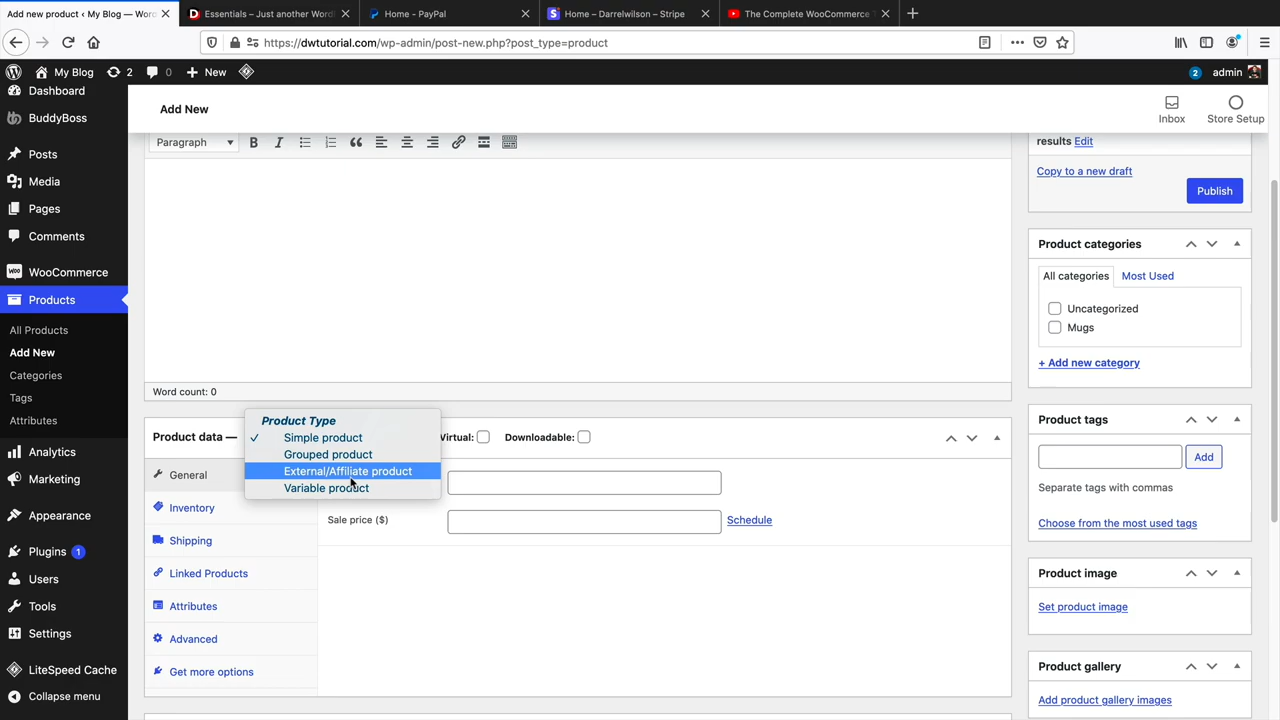 Add new product ‹ My Blog — Wor
Essentials – Just another Word
Home - PayPal
Home – Darrelwilson – Stripe
The Complete WooCommerce T
https://dwtutorial.com/wp-admin/post-new.php?post_type=product
My Blog
2
0
New
2
admin
Dashboard
BuddyBoss
Posts
Media
Pages
Comments
WooCommerce
Products
All Products
Add New
Categories
Tags
Attributes
Analytics
Marketing
Appearance
Plugins 1
Users
Tools
Settings
LiteSpeed Cache
Collapse menu
Add New
Inbox
Store Setup
Paragraph
Word count: 0
Product data —
Product Type
Simple product
Grouped product
External/Affiliate product
Variable product
Virtual:
Downloadable:
General
Inventory
Shipping
Linked Products
Attributes
Advanced
Get more options
Sale price ($)
Schedule
results Edit
Copy to a new draft
Publish
Product categories
All categories
Most Used
Uncategorized
Mugs
+ Add new category
Product tags
Add
Separate tags with commas
Choose from the most used tags
Product image
Set product image
Product gallery
Add product gallery images